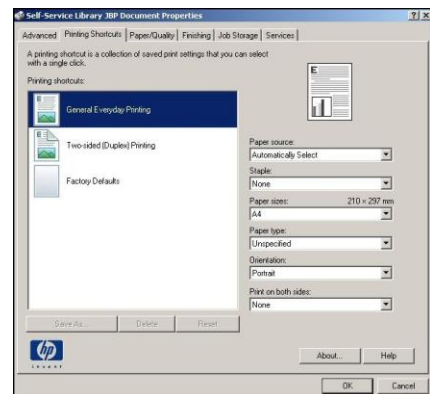 Self-Service Library JBP Document Properties
Advanced Printing Shortcuts Paper/Quality Finishing Job Storage Services
A printing shortcut is a collection of saved print settings that you can select
with a single click.
Printing shortcuts:
General Everyday Printing
Two-sided (Duplex) Printing
Factory Defaults
E
Paper source:
Automatically Select
Staple:
None
Paper sizes: 210 × 297 mm
A4
Paper type:
Unspecified
Orientation:
Portrait
Print on both sides:
None
Save As... Delete Reset
hp
invent
About... Help
OK Cancel